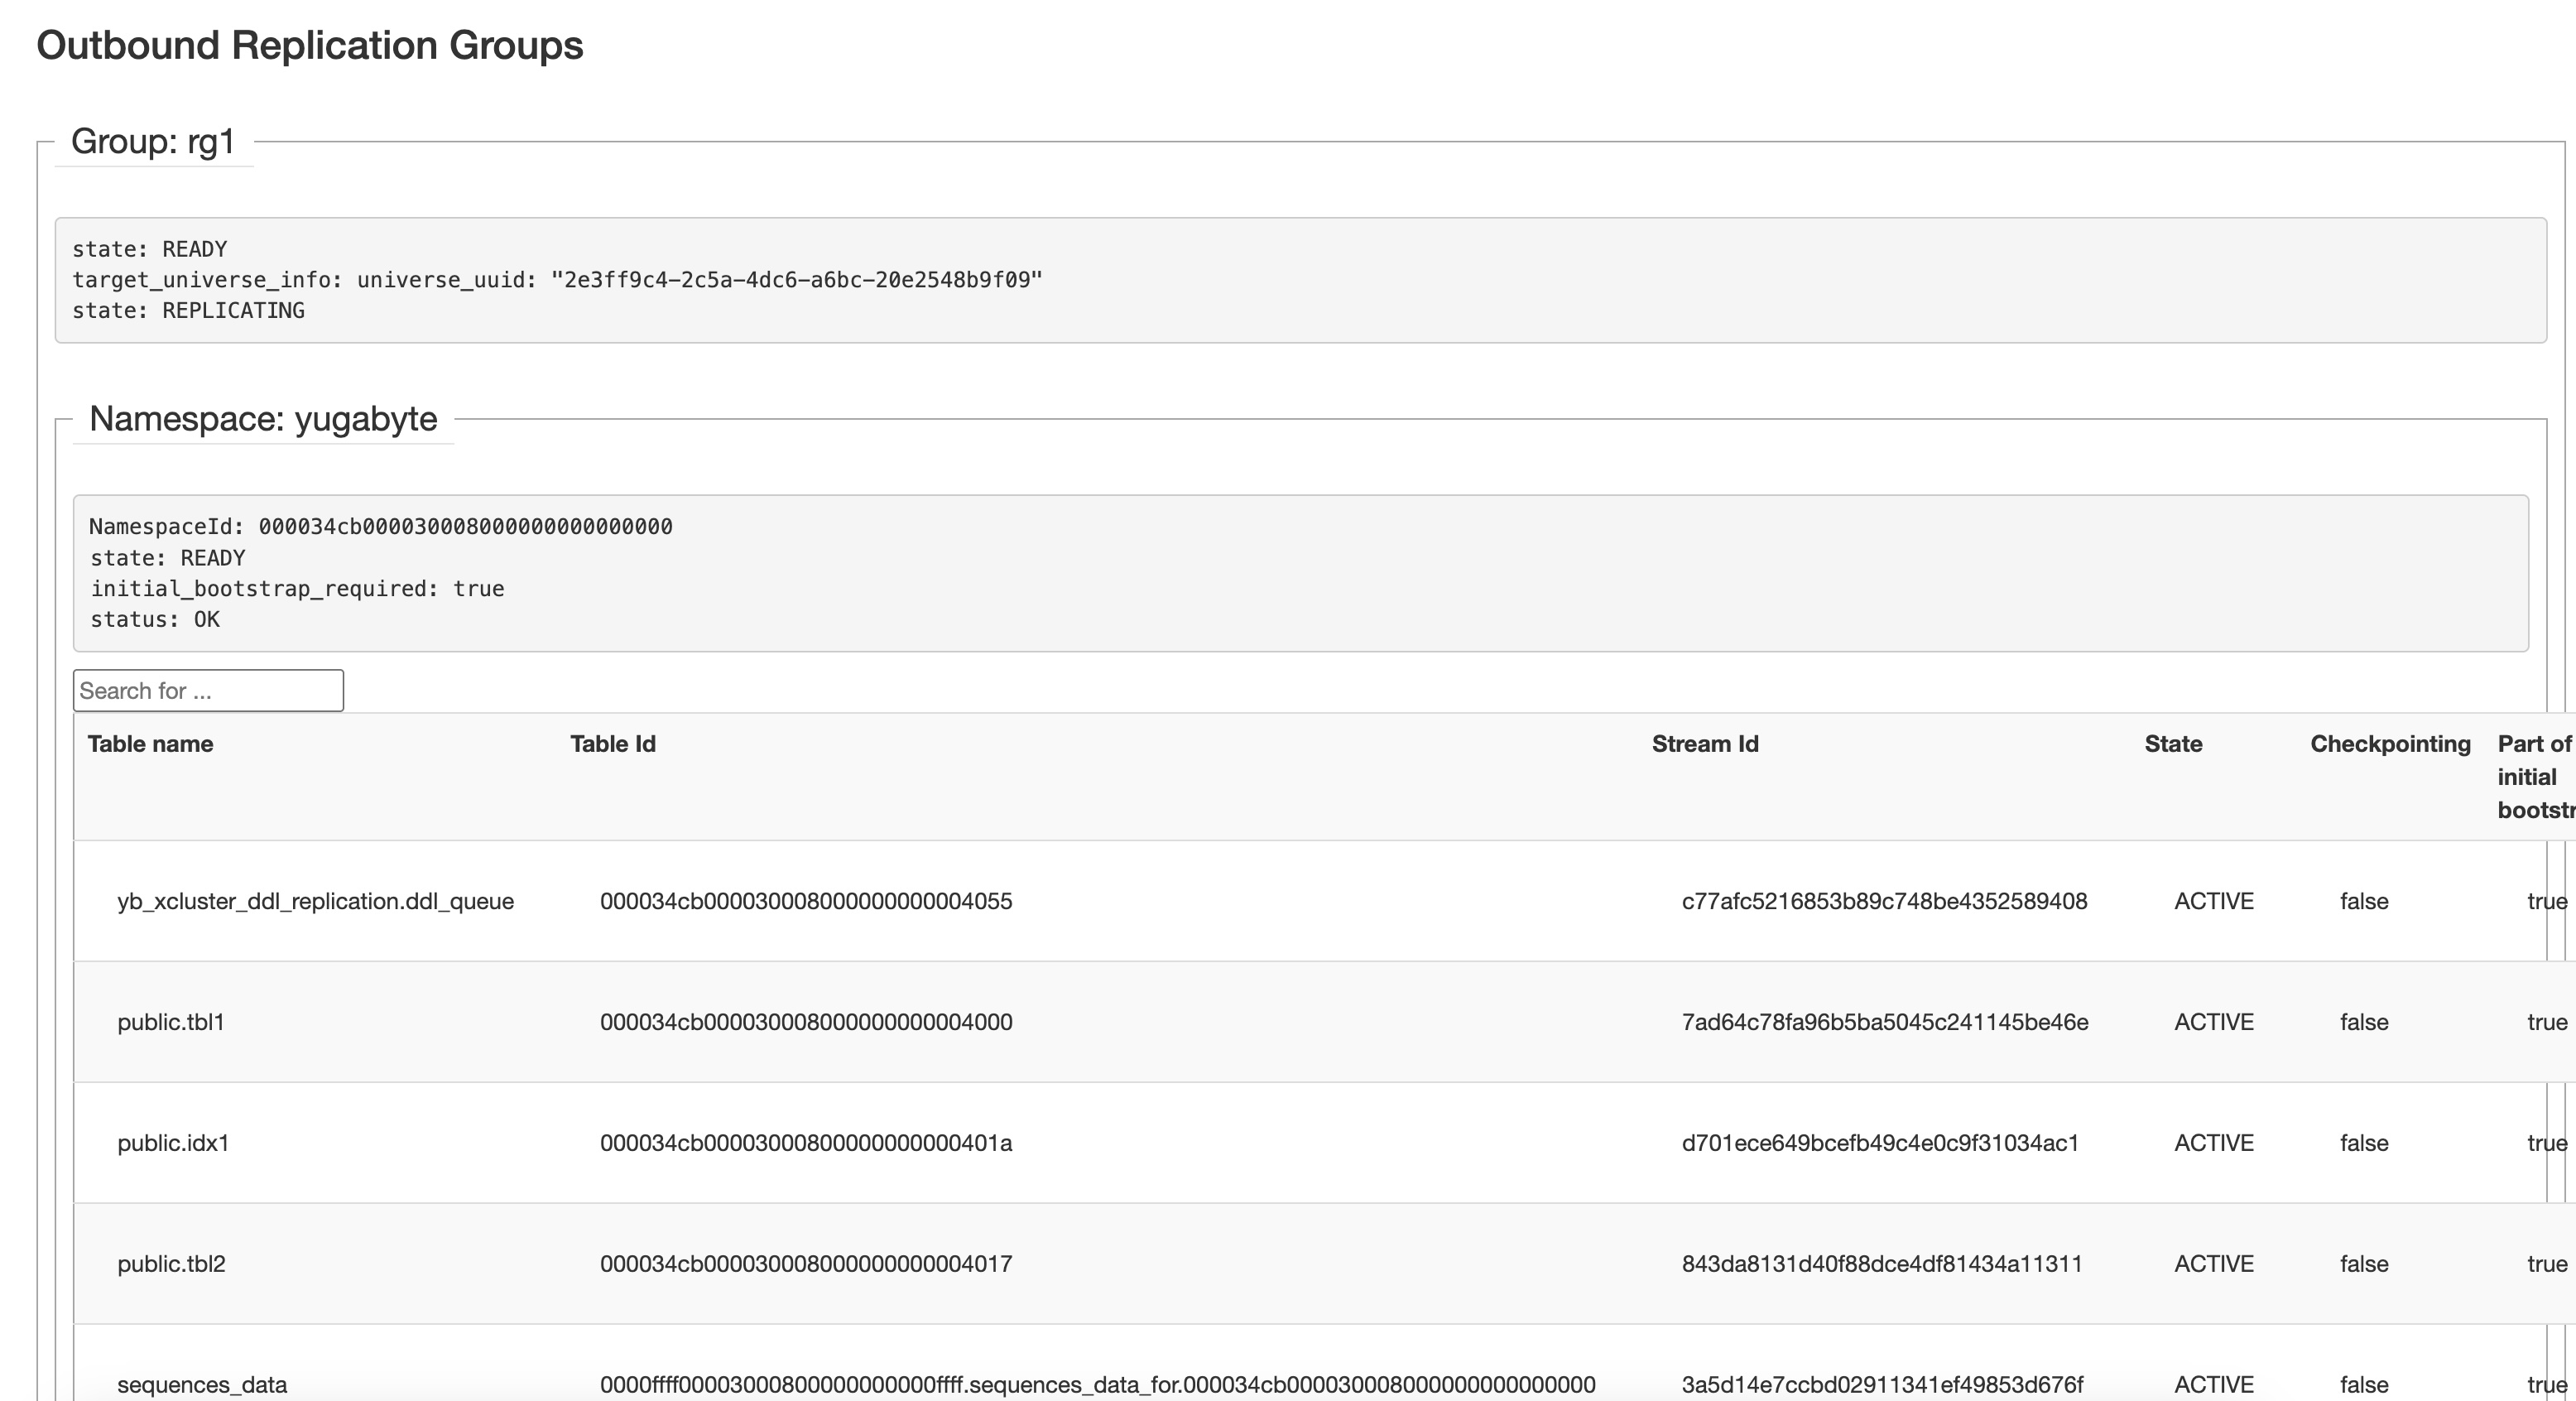 Outbound Replication Groups
Group: rg1
state: READY
target_universe_info: universe_uuid: "2e3ff9c4-2c5a-4dc6-a6bc-20e2548b9f09"
state: REPLICATING
Namespace: yugabyte
NamespaceId: 000034cb000030008000000000000000
state: READY
initial_bootstrap_required: true
status: OK
Search for ...
Table name Table Id Stream Id State Checkpointing Part of
initial
bootstr
yb_xcluster_ddl_replication.ddl_queue 000034cb000030008000000000004055 c77afc5216853b89c748be4352589408 ACTIVE false true
public.tbl1 000034cb000030008000000000004000 7ad64c78fa96b5ba5045c241145be46e ACTIVE false true
public.idx1 000034cb00003000800000000000401a d701ece649bcefb49c4e0c9f31034ac1 ACTIVE false true
public.tbl2 000034cb000030008000000000004017 843da8131d40f88dce4df81434a11311 ACTIVE false true
sequences_data 0000ffff00003000800000000000ffff.sequences_data_for.000034cb000030008000000000000000 3a5d14e7ccbd02911341ef49853d676f ACTIVE false true